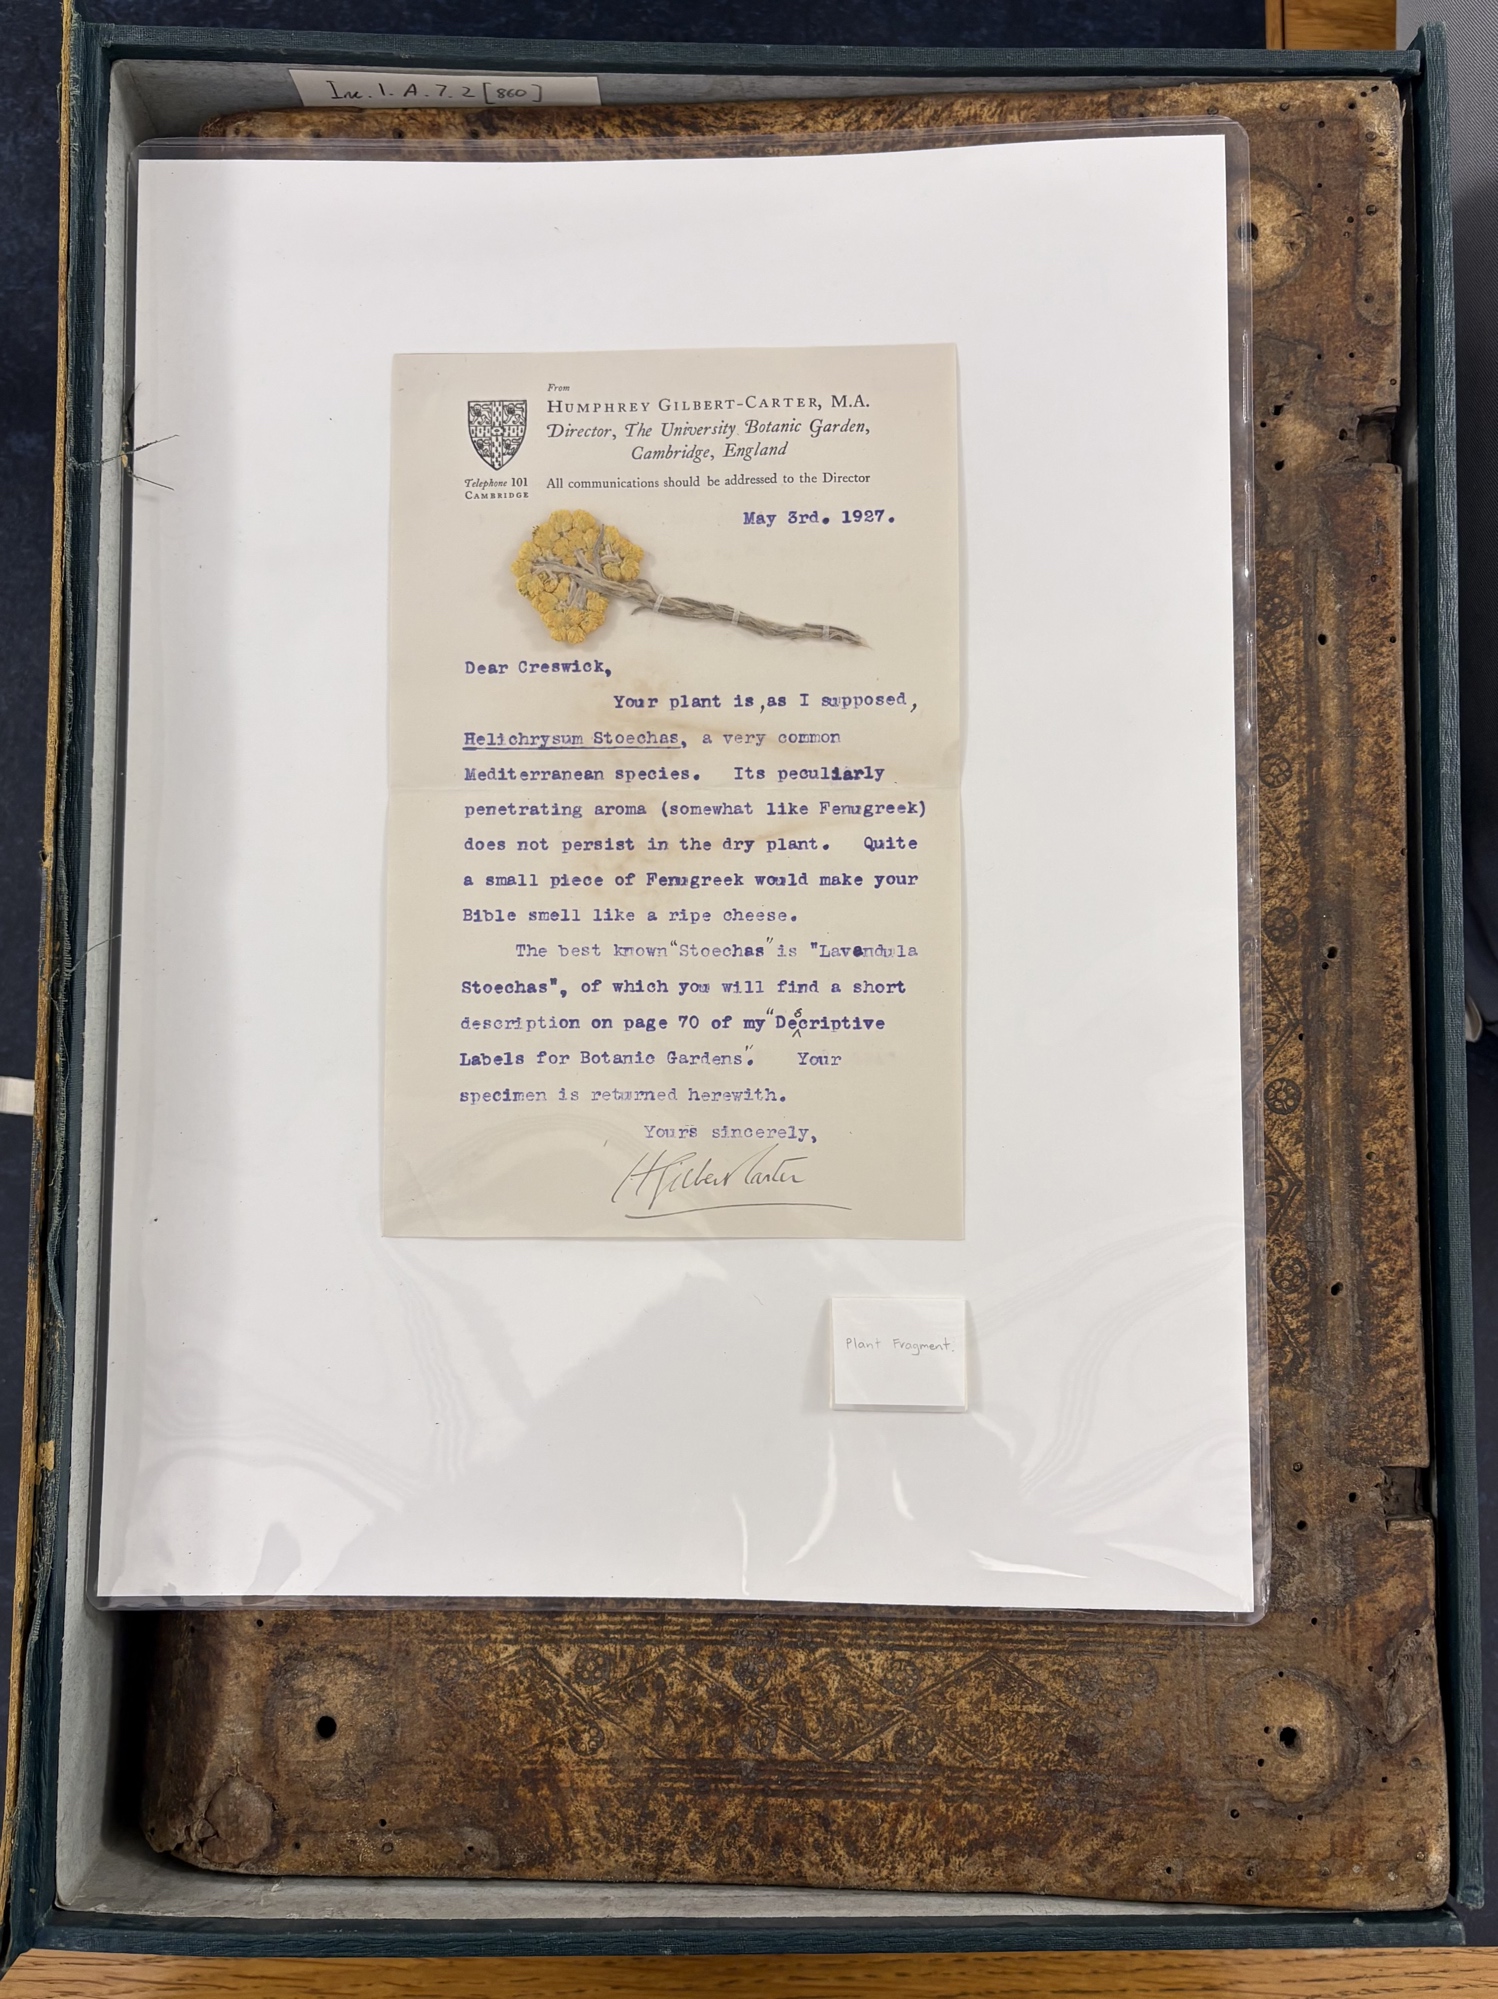 Inc. 1. A. 7. 2 [860]
From
HUMPHREY GILBERT-CARTER, M.A.
Director, The University Botanic Garden,
Cambridge, England
Telephone 101
CAMBRIDGE
All communications should be addressed to the Director
May 3rd. 1927.
Dear Creswick,
Your plant is ,as I supposed,
Helichrysum Stoechas, a very common
Mediterranean species. Its peculiarly
penetrating aroma (somewhat like Fenugreek)
does not persist in the dry plant. Quite
a small piece of Fenugreek would make your
Bible smell like a ripe cheese.
The best known "Stoechas" is "Lavandula
Stoechas", of which you will find a short
description on page 70 of my "Descriptive
Labels for Botanic Gardens". Your
specimen is returned herewith.
Yours sincerely,
H Gilbert Carter
Plant Fragment.